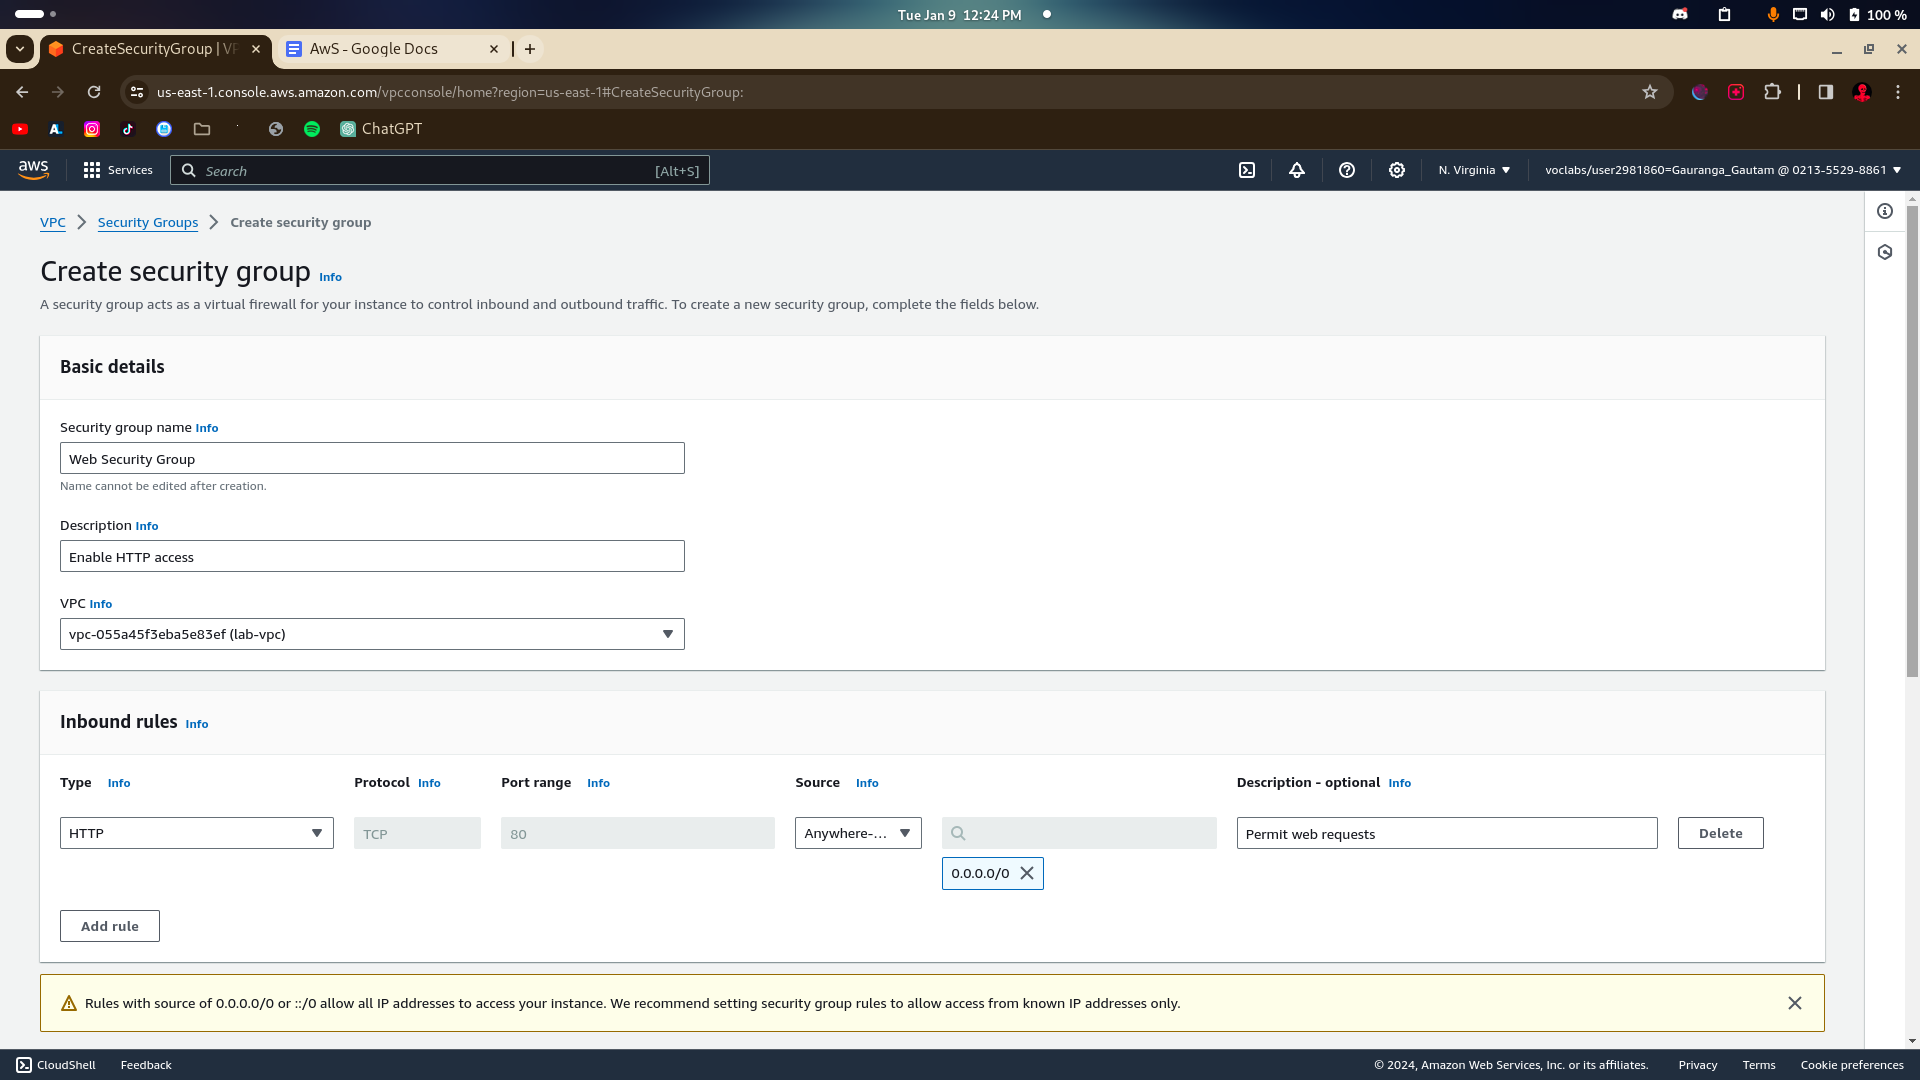 Tue Jan 9 12:24 PM
100 %
CreateSecurityGroup | VP
AwS - Google Docs
us-east-1.console.aws.amazon.com/vpcconsole/home?region=us-east-1#CreateSecurityGroup:
ChatGPT
aws
Services
Search
[Alt+S]
N. Virginia
voclabs/user2981860=Gauranga_Gautam @ 0213-5529-8861
VPC
Security Groups
Create security group
Create security group Info
A security group acts as a virtual firewall for your instance to control inbound and outbound traffic. To create a new security group, complete the fields below.
Basic details
Security group name Info
Web Security Group
Name cannot be edited after creation.
Description Info
Enable HTTP access
VPC Info
vpc-055a45f3eba5e83ef (lab-vpc)
Inbound rules Info
Type Info
Protocol Info
Port range Info
Source Info
Description - optional Info
HTTP
TCP
80
Anywhere-...
Permit web requests
Delete
0.0.0.0/0
Add rule
Rules with source of 0.0.0.0/0 or ::/0 allow all IP addresses to access your instance. We recommend setting security group rules to allow access from known IP addresses only.
CloudShell
Feedback
© 2024, Amazon Web Services, Inc. or its affiliates.
Privacy
Terms
Cookie preferences